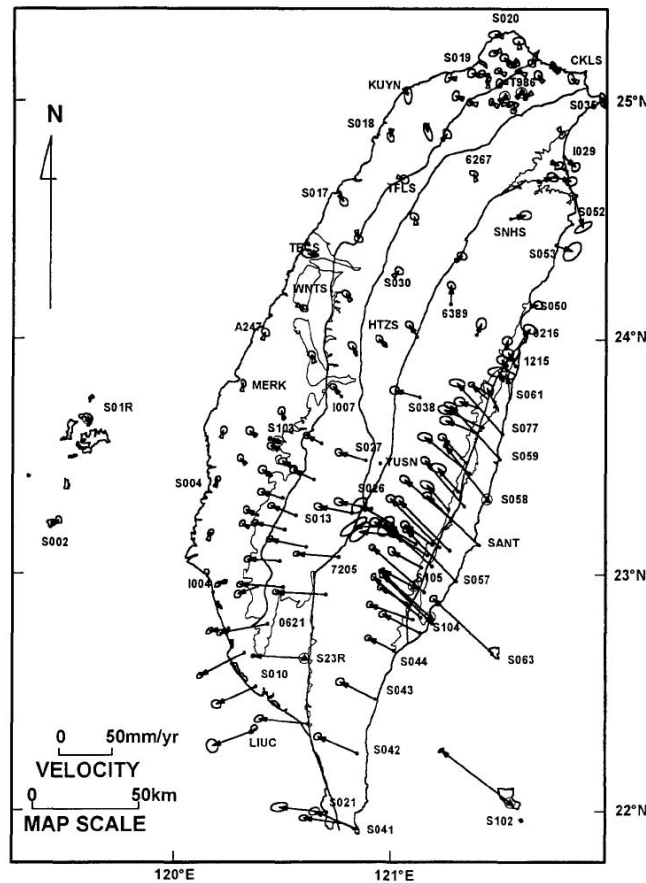 S020
S019
CKLS
KUYN
T986
S035
25°N
N
S018
6267
I029
TFLS
S017
SNHS
S052
S053
WNTS
S030
6389
S050
A247
HTZS
24°N
1215
MERK
I007
S038
S061
S01R
S103
S027
YUSN
S077
S059
S004
S026
S013
S058
S002
SANT
7205
I004
S105
S057
23°N
0621
S104
S23R
S063
S044
S010
S043
LIUC
S042
0 50mm/yr
VELOCITY
0 50km
MAP SCALE
S021
S041
S102
22°N
120°E
121°E